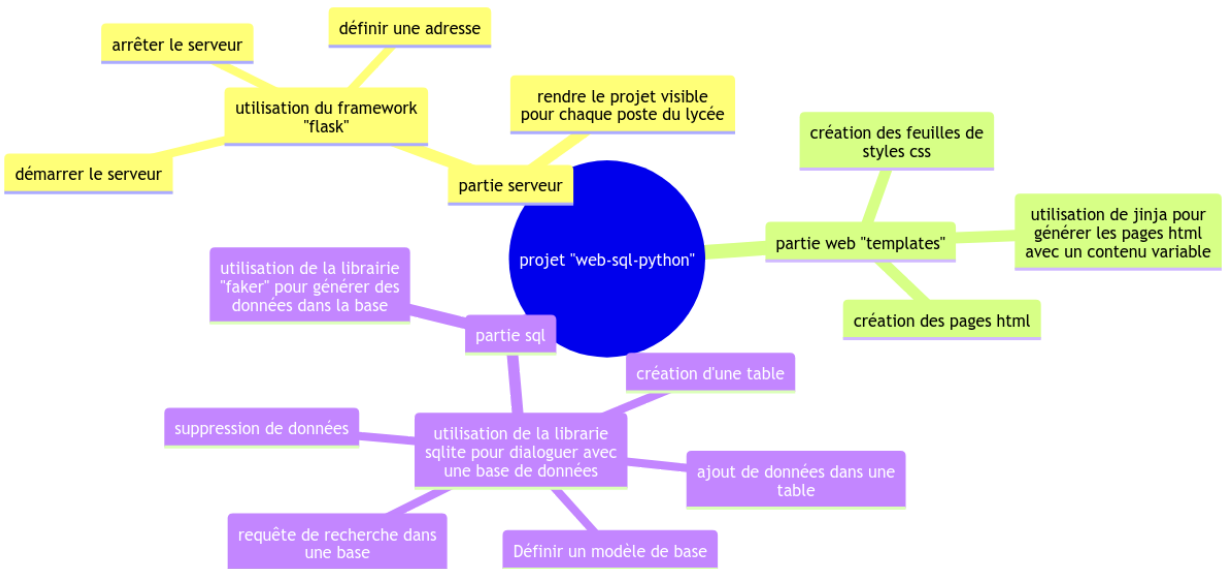 arrêter le serveur
définir une adresse
utilisation du framework
"flask"
rendre le projet visible
pour chaque poste du lycée
démarrer le serveur
partie serveur
création des feuilles de
styles css
utilisation de jinja pour
générer les pages html
avec un contenu variable
partie web "templates"
création des pages html
projet "web-sql-python"
utilisation de la librairie
"faker" pour générer des
données dans la base
partie sql
création d'une table
suppression de données
utilisation de la librarie
sqlite pour dialoguer avec
une base de données
ajout de données dans une
table
requête de recherche dans
une base
Définir un modèle de base